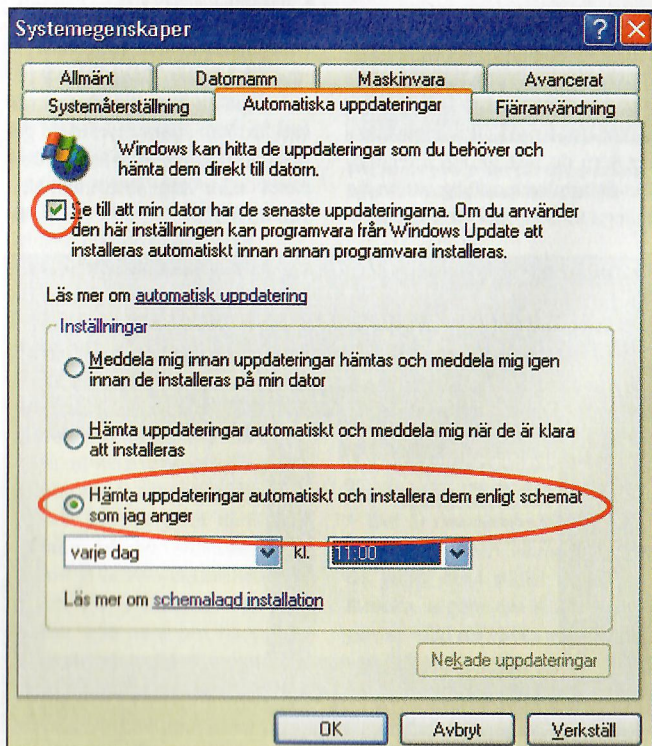 Systemegenskaper
Allmänt
Datornamn
Maskinvara
Avancerat
Systemåterställning
Automatiska uppdateringar
Fjärranvändning
Windows kan hitta de uppdateringar som du behöver och
hämta dem direkt till datorn.
Se till att min dator har de senaste uppdateringarna. Om du använder
den här inställningen kan programvara från Windows Update att
installeras automatiskt innan annan programvara installeras.
Läs mer om automatisk uppdatering
Inställningar
Meddela mig innan uppdateringar hämtas och meddela mig igen
innan de installeras på min dator
Hämta uppdateringar automatiskt och meddela mig när de är klara
att installeras
Hämta uppdateringar automatiskt och installera dem enligt schemat
som jag anger
varje dag kl. 11:00
Läs mer om schemalagd installation
Nekade uppdateringar
OK
Avbryt
Verkställ